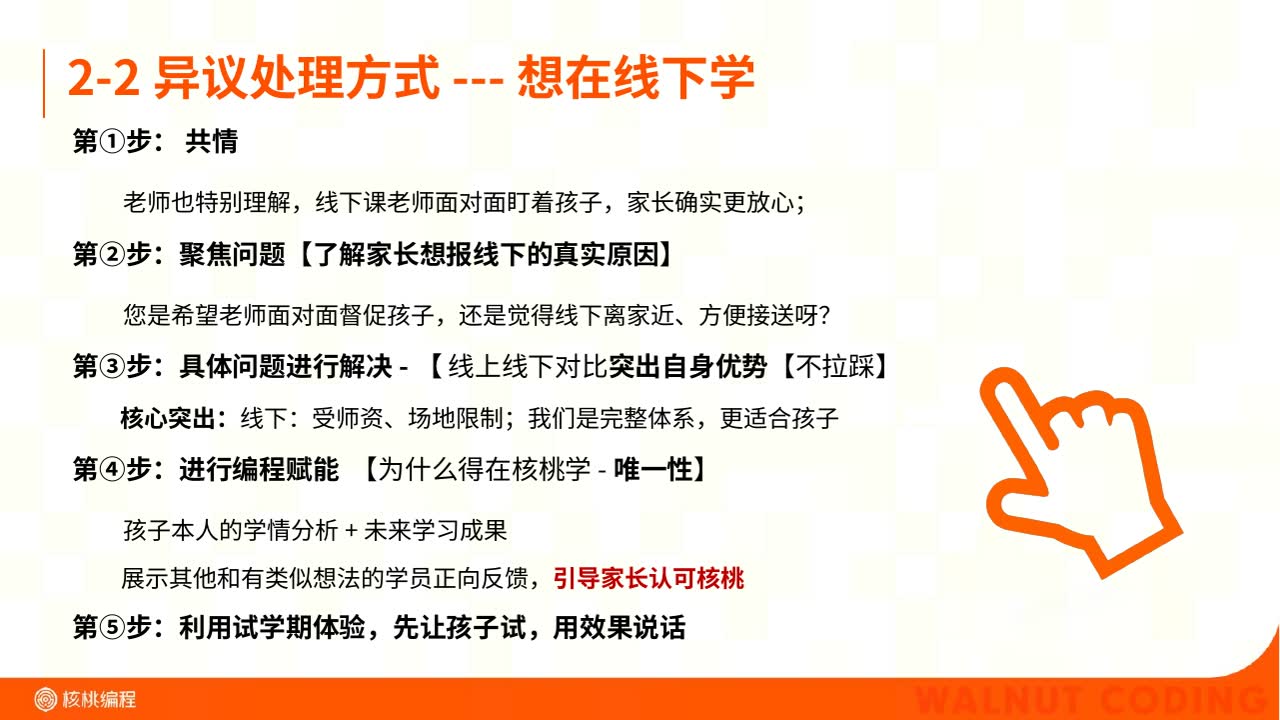 2-2 异议处理方式 --- 想在线下学
第①步： 共情
老师也特别理解，线下课老师面对面盯着孩子，家长确实更放心；
第②步：聚焦问题【了解家长想报线下的真实原因】
您是希望老师面对面督促孩子，还是觉得线下离家近、方便接送呀？
第③步：具体问题进行解决 - 【 线上线下对比突出自身优势【不拉踩】
核心突出：线下：受师资、场地限制；我们是完整体系，更适合孩子
第④步：进行编程赋能 【为什么得在核桃学 - 唯一性】
孩子本人的学情分析 + 未来学习成果
展示其他和有类似想法的学员正向反馈，引导家长认可核桃
第⑤步：利用试学期体验，先让孩子试，用效果说话
核桃编程
WALNUT CODING